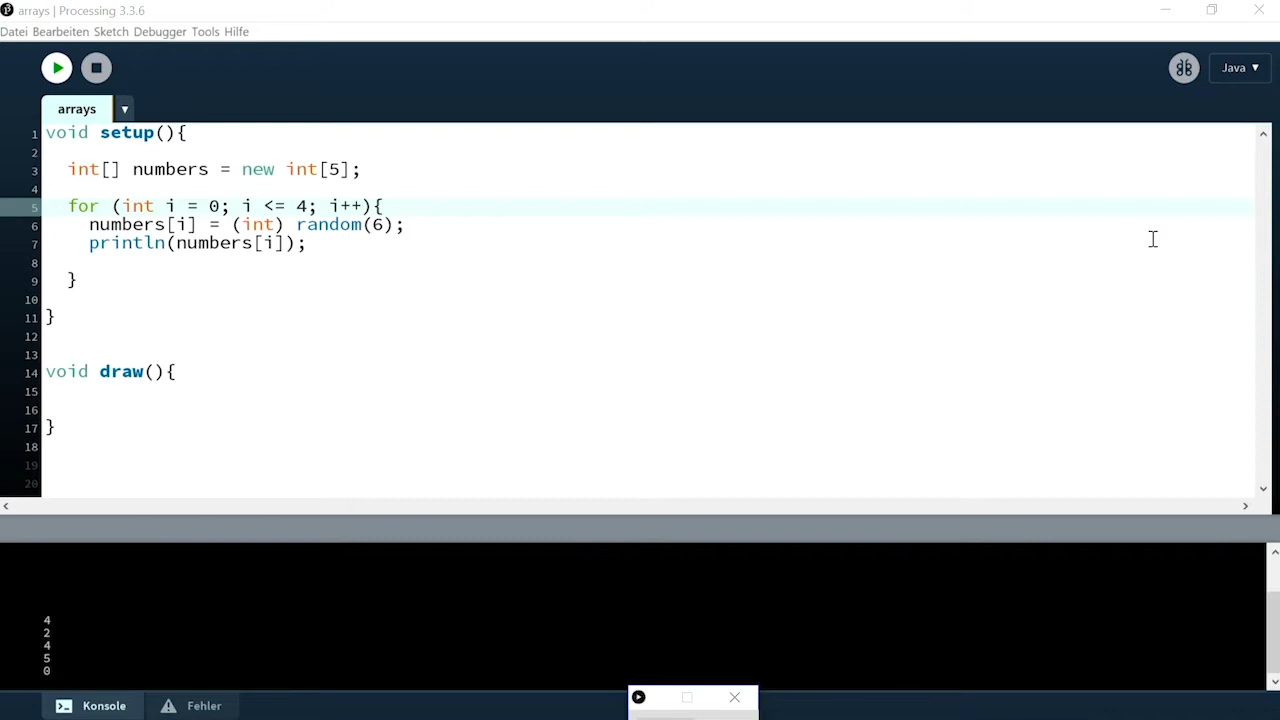 arrays | Processing 3.3.6
Datei Bearbeiten Sketch Debugger Tools Hilfe
Java ▼
arrays ▼
1 void setup(){
2
3 int[] numbers = new int[5];
4
5 for (int i = 0; i <= 4; i++){
6 numbers[i] = (int) random(6);
7 println(numbers[i]);
8
9 }
10
11 }
12
13
14 void draw(){
15
16
17 }
18
19
20
4
2
4
5
0
Konsole Fehler